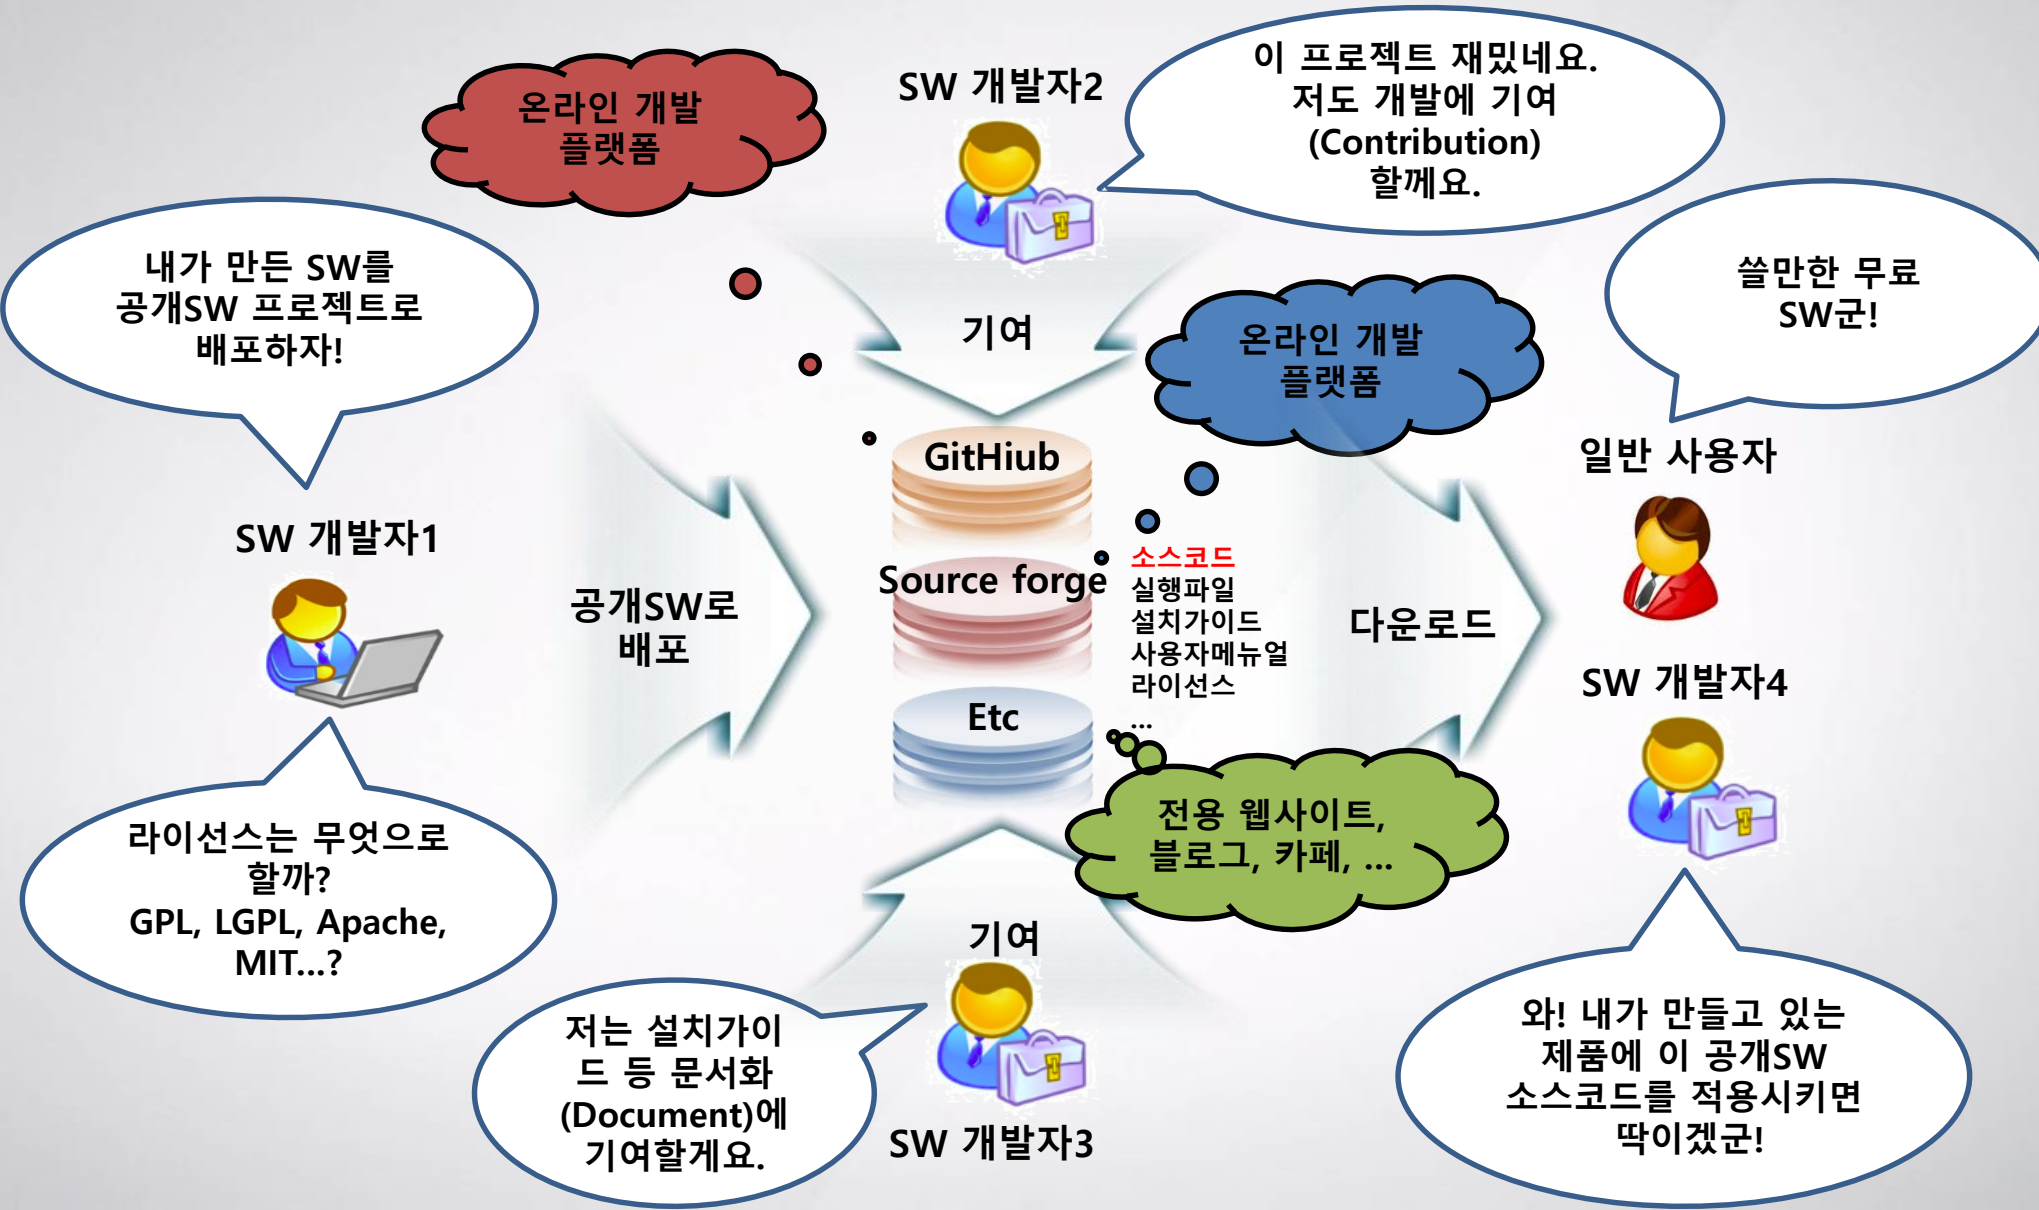 온라인 개발
플랫폼
SW 개발자2
이 프로젝트 재밌네요.
저도 개발에 기여
(Contribution)
할께요.
내가 만든 SW를
공개SW 프로젝트로
배포하자!
쓸만한 무료
SW군!
기여
온라인 개발
플랫폼
GitHiub
일반 사용자
SW 개발자1
Source forge
소스코드
실행파일
설치가이드
사용자메뉴얼
라이선스
...
공개SW로
배포
다운로드
SW 개발자4
Etc
전용 웹사이트,
블로그, 카페, ...
라이선스는 무엇으로
할까?
GPL, LGPL, Apache,
MIT...?
기여
저는 설치가이
드 등 문서화
(Document)에
기여할게요.
SW 개발자3
와! 내가 만들고 있는
제품에 이 공개SW
소스코드를 적용시키면
딱이겠군!